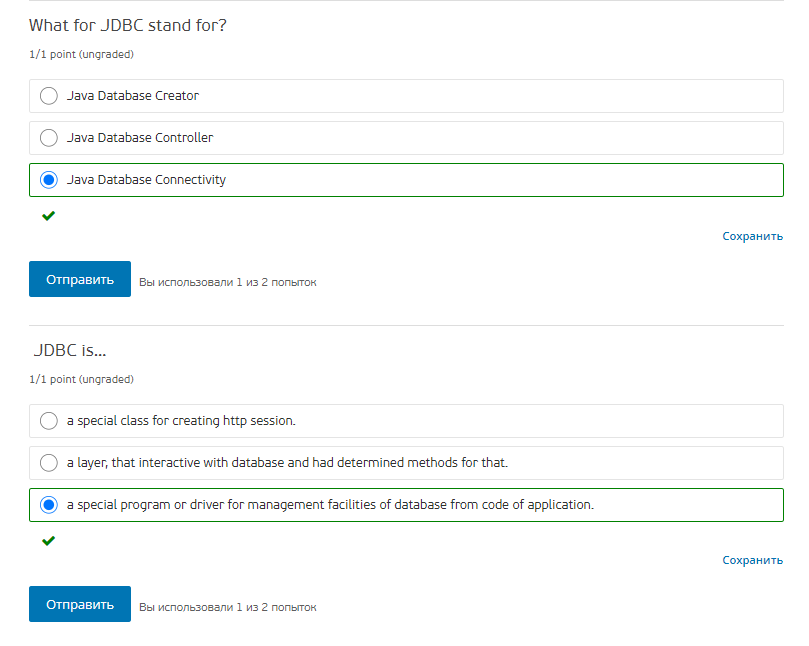 What for JDBC stand for?
1/1 point (ungraded)
Java Database Creator
Java Database Controller
Java Database Connectivity
Сохранить
Отправить Вы использовали 1 из 2 попыток
JDBC is...
1/1 point (ungraded)
a special class for creating http session.
a layer, that interactive with database and had determined methods for that.
a special program or driver for management facilities of database from code of application.
Сохранить
Отправить Вы использовали 1 из 2 попыток